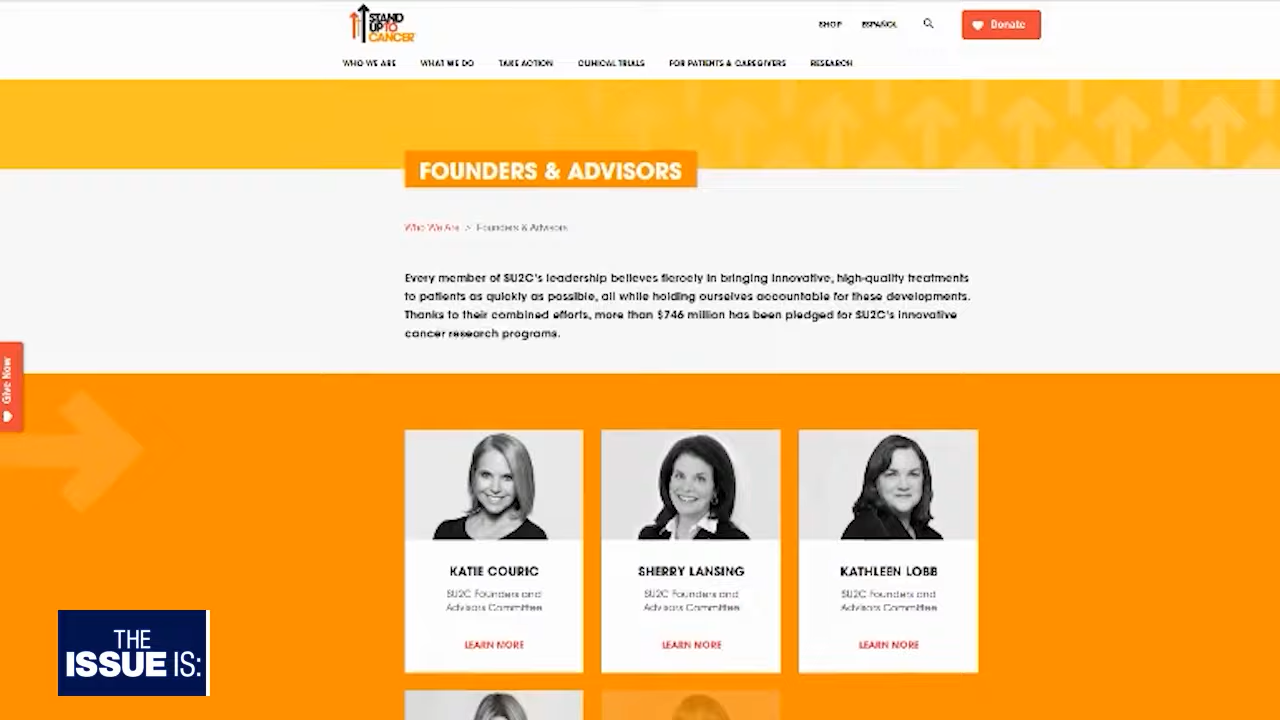 STAND
UP TO
CANCER
SHOP
ESPAÑOL
Donate
WHO WE ARE
WHAT WE DO
TAKE ACTION
CLINICAL TRIALS
FOR PATIENTS & CAREGIVERS
RESEARCH
FOUNDERS & ADVISORS
Who We Are > Founders & Advisors
Every member of SU2C's leadership believes fiercely in bringing innovative, high-quality treatments
to patients as quickly as possible, all while holding ourselves accountable for these developments.
Thanks to their combined efforts, more than $746 million has been pledged for SU2C's innovative
cancer research programs.
Give Now
KATIE COURIC
SU2C Founders and
Advisors Committee
LEARN MORE
SHERRY LANSING
SU2C Founders and
Advisors Committee
LEARN MORE
KATHLEEN LOBB
SU2C Founders and
Advisors Committee
LEARN MORE
THE
ISSUE IS: